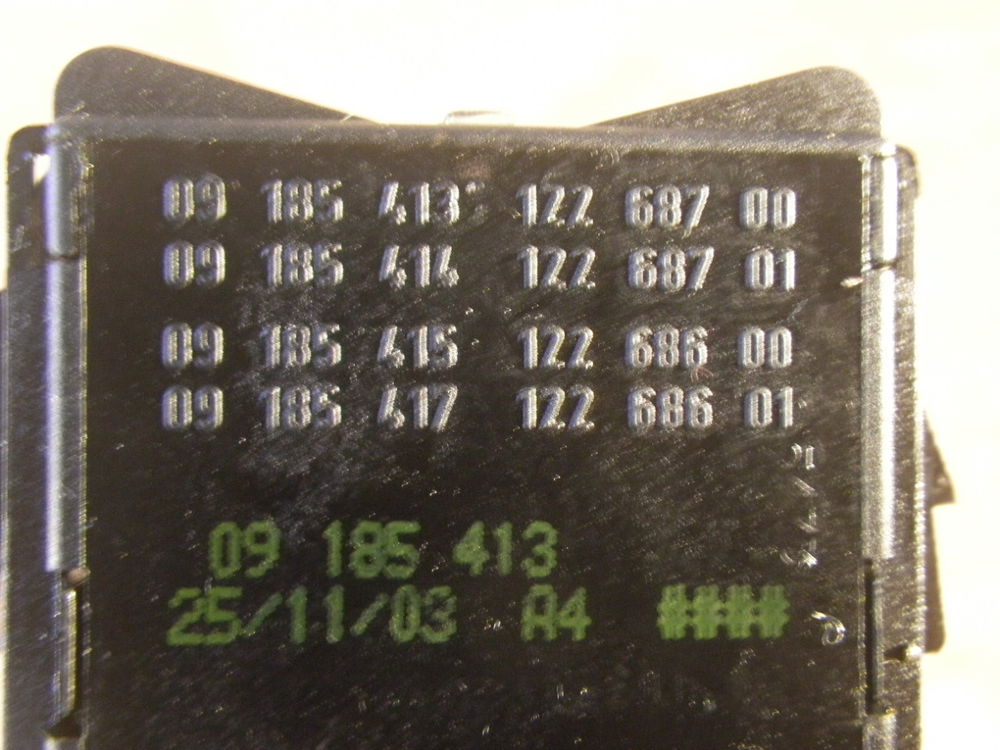 09 185 413 122 687 00
09 185 414 122 687 01
09 185 415 122 686 00
09 185 417 122 686 01
09 185 413
25/11/03 A4 ####